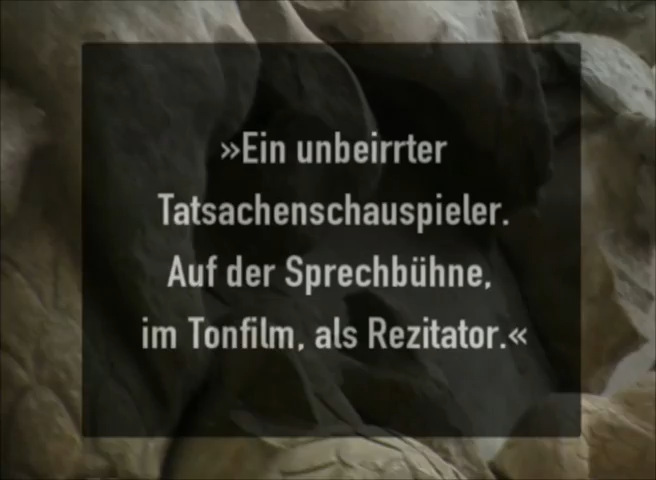 »Ein unbeirrter
Tatsachenschauspieler.
Auf der Sprechbühne,
im Tonfilm, als Rezitator.«